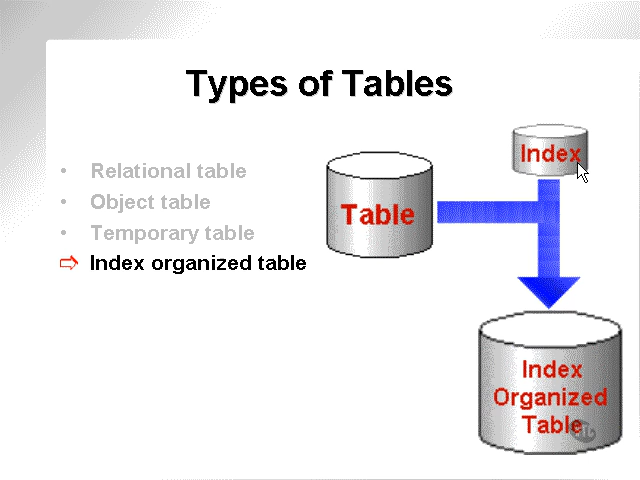 Types of Tables
• Relational table
• Object table
• Temporary table
⇨ Index organized table
Index
Table
Index
Organized
Table